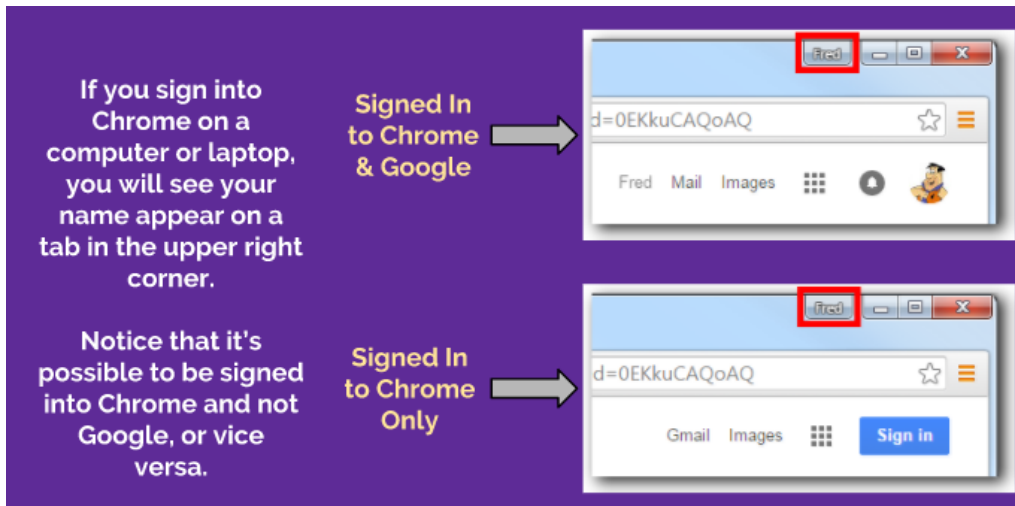 If you sign into
Chrome on a
computer or laptop,
you will see your
name appear on a
tab in the upper right
corner.
Notice that it's
possible to be signed
into Chrome and not
Google, or vice
versa.
Signed In
to Chrome
& Google
Fred
d=0EKkuCAQoAQ
Fred Mail Images
Signed In
to Chrome
Only
Fred
d=0EKkuCAQoAQ
Gmail Images Sign in